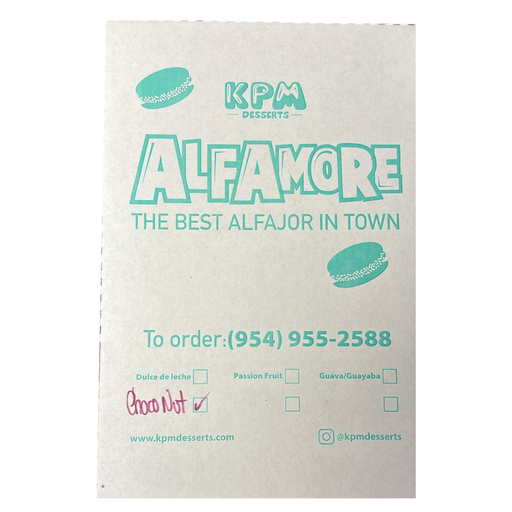 KPM
DESSERTS
ALFAMORE
THE BEST ALFAJOR IN TOWN
To order:(954) 955-2588
Dulce de leche Passion Fruit Guava/Guayaba
Choco Nut ✓
www.kpmdesserts.com @kpmdesserts